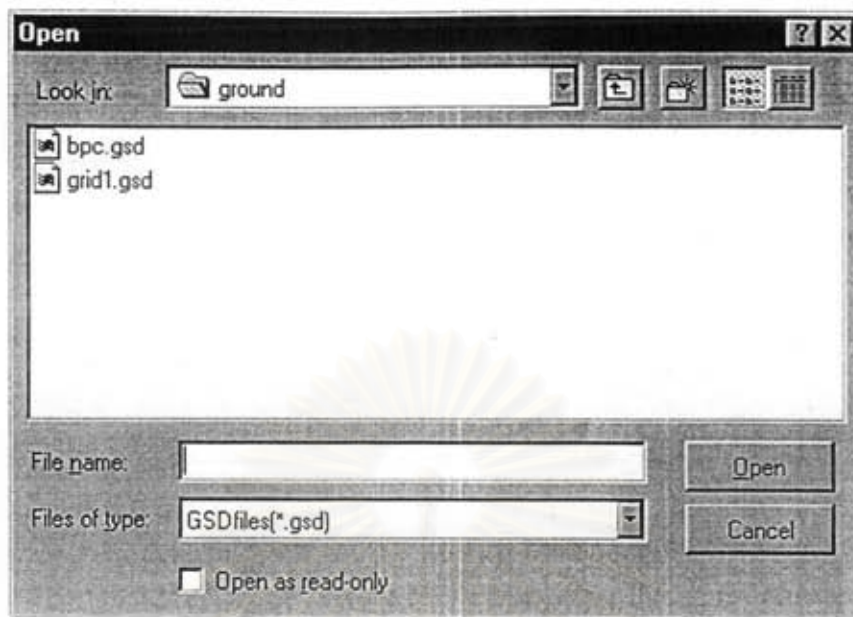 Open
Look in: ground
bpc.gsd
grid1.gsd
File name:
Open
Files of type: GSDfiles(*.gsd)
Cancel
Open as read-only